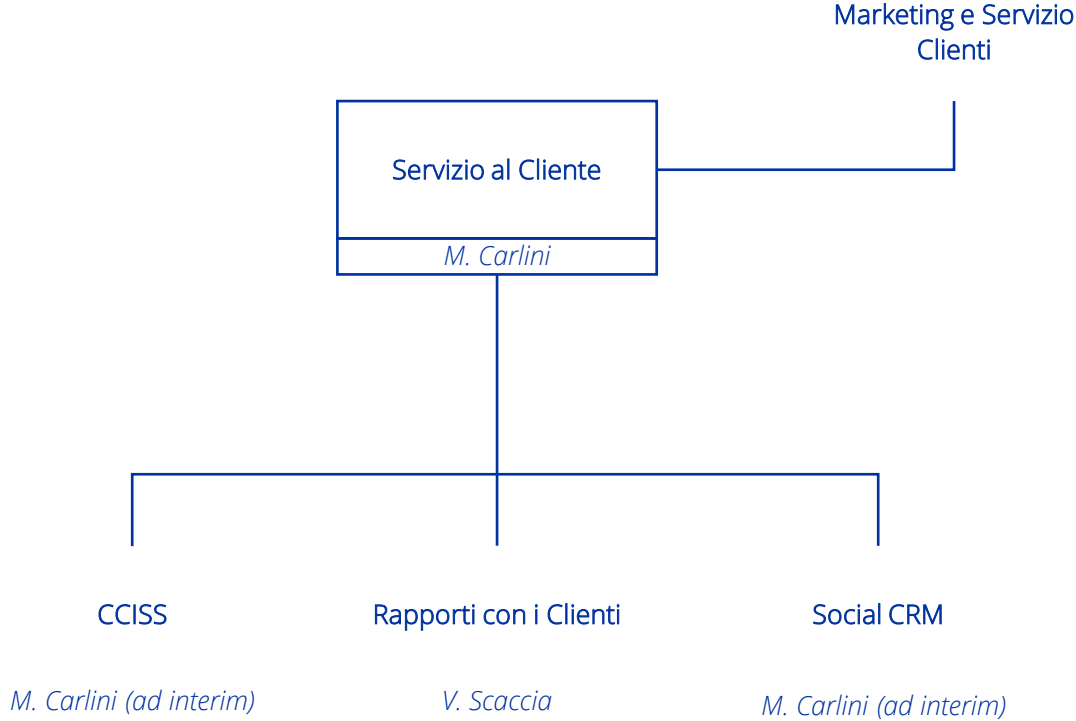 Marketing e Servizio
Clienti
Servizio al Cliente
M. Carlini
CCISS
Rapporti con i Clienti
Social CRM
M. Carlini (ad interim)
V. Scaccia
M. Carlini (ad interim)